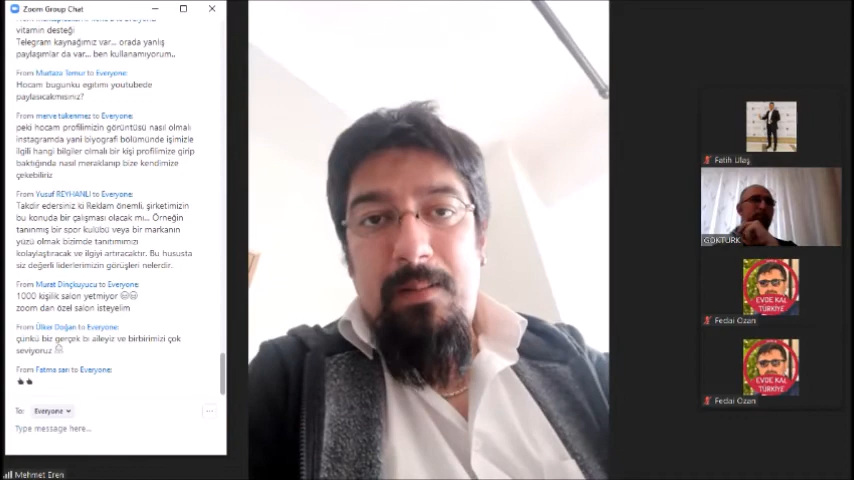 Zoom Group Chat
vitamin desteği
Telegram kaynağımız var... orada yanlış
paylaşımlar da var... ben kullanamıyorum..
From Murtaza Temur to Everyone:
Hocam bugunku egıtımı youtubede
paylasıcakmısınız?
From merve tukenmez to Everyone:
peki hocam profilimizin görüntüsü nasıl olmalı
instagramda yani biyografi bölümünde işimizle
ilgili hangi bilgiler olmalı bir kişi profilimize girip
baktığında nasıl meraklanıp bize kendimize
çekebiliriz
From Yusuf REYHANLI to Everyone:
Takdir edersiniz ki Reklam önemli, şirketimizin
bu konuda bir çalışması olacak mı... Örneğin
tanınmış bir spor kulübü veya bir markanın
yüzü olmak bizimde tanıtımımızı
kolaylaştıracak ve ilgiyi artıracaktır. Bu hususta
siz değerli liderlerimizin görüşleri nelerdir.
From Murat Dinçkuyucu to Everyone:
1000 kişilik salon yetmiyor
zoom dan özel salon isteyelim
From Ülker Doğan to Everyone:
çünkü biz gerçek bi aileyiz ve birbirimizi çok
seviyoruz
From Fatma sarı to Everyone:
To: Everyone
Type message here...
Mehmet Eren
Fatih Ulaş
GÖKTÜRK
EVDE KAL
TÜRKİYE
Fedai Ozan
EVDE KAL
TÜRKİYE
Fedai Ozan